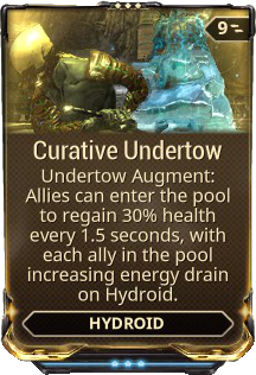 9
Curative Undertow
Undertow Augment:
Allies can enter the pool
to regain 30% health
every 1.5 seconds, with
each ally in the pool
increasing energy drain
on Hydroid.
HYDROID